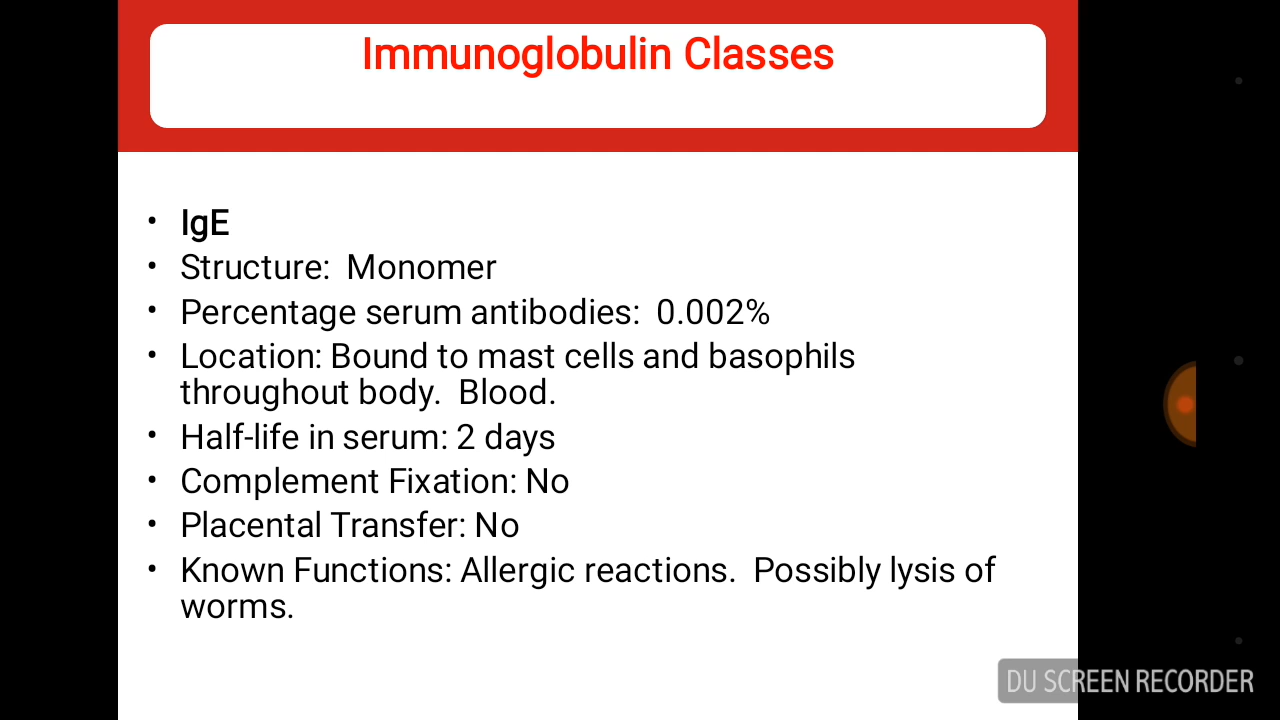 Immunoglobulin Classes
• IgE
• Structure:  Monomer
• Percentage serum antibodies:  0.002%
• Location: Bound to mast cells and basophils
throughout body.  Blood.
• Half-life in serum: 2 days
• Complement Fixation: No
• Placental Transfer: No
• Known Functions: Allergic reactions.  Possibly lysis of
worms.
DU SCREEN RECORDER